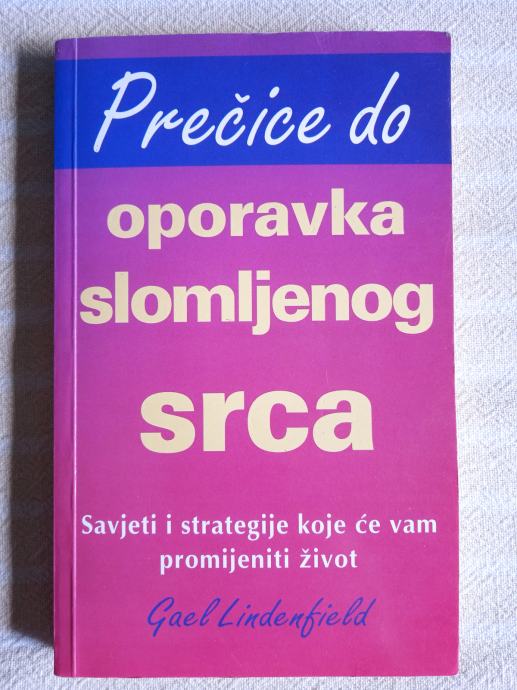 Prečice do
oporavka
slomljenog
srca
Savjeti i strategije koje će vam
promijeniti život
Gael Lindenfield